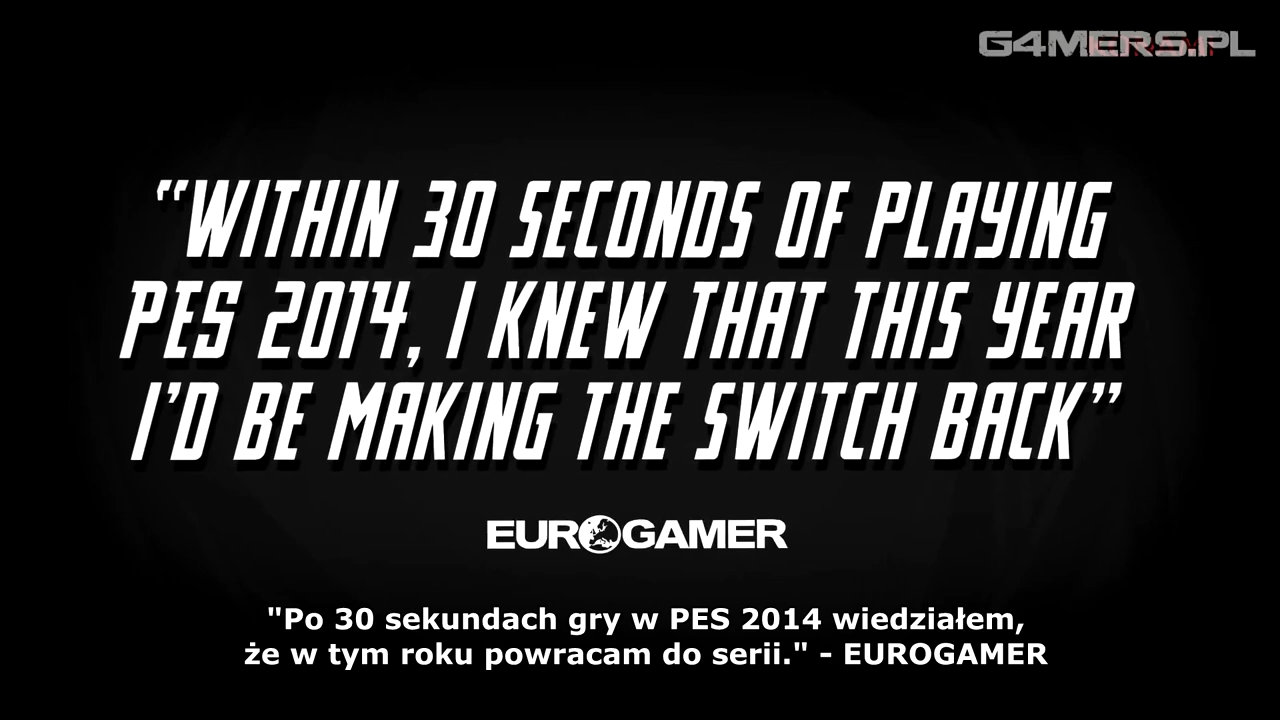 G4MERS.PL
“WITHIN 30 SECONDS OF PLAYING
PES 2014, I KNEW THAT THIS YEAR
I’D BE MAKING THE SWITCH BACK”
EUROGAMER
"Po 30 sekundach gry w PES 2014 wiedziałem,
że w tym roku powracam do serii." - EUROGAMER